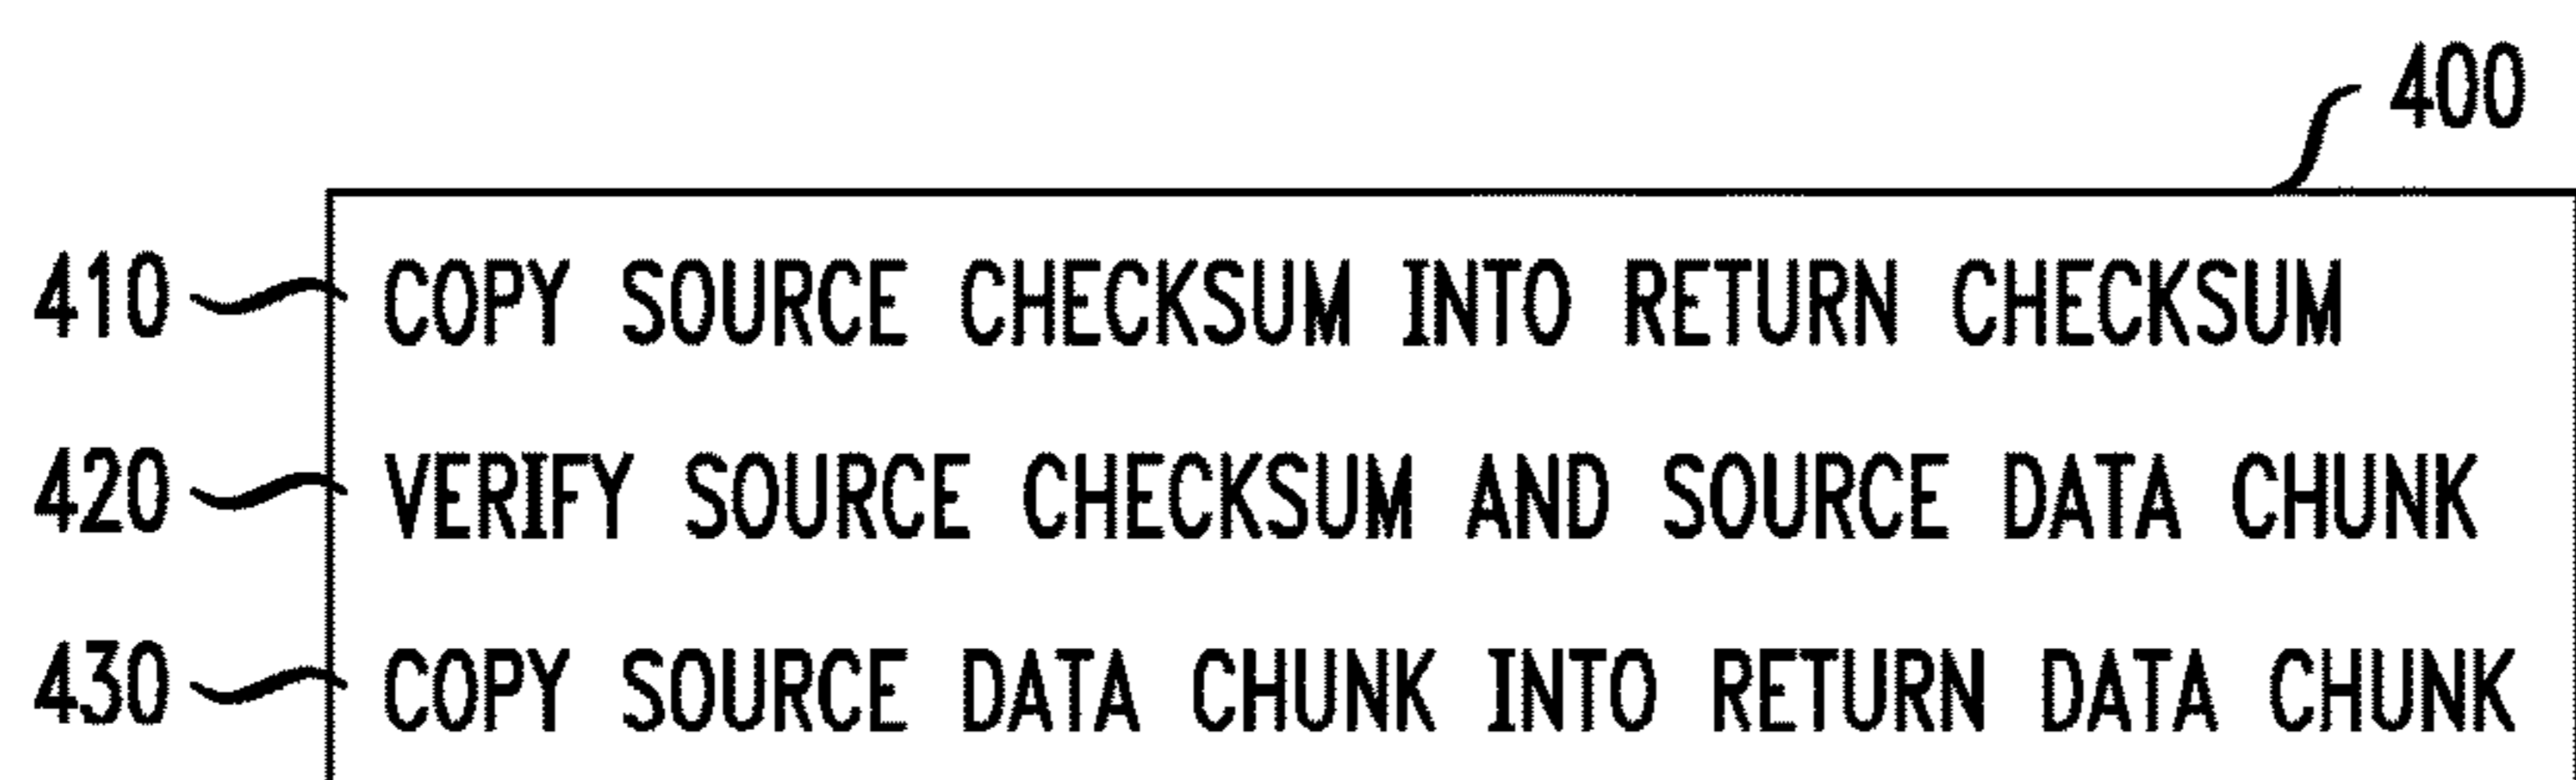 400
410 COPY SOURCE CHECKSUM INTO RETURN CHECKSUM
420 VERIFY SOURCE CHECKSUM AND SOURCE DATA CHUNK
430 COPY SOURCE DATA CHUNK INTO RETURN DATA CHUNK